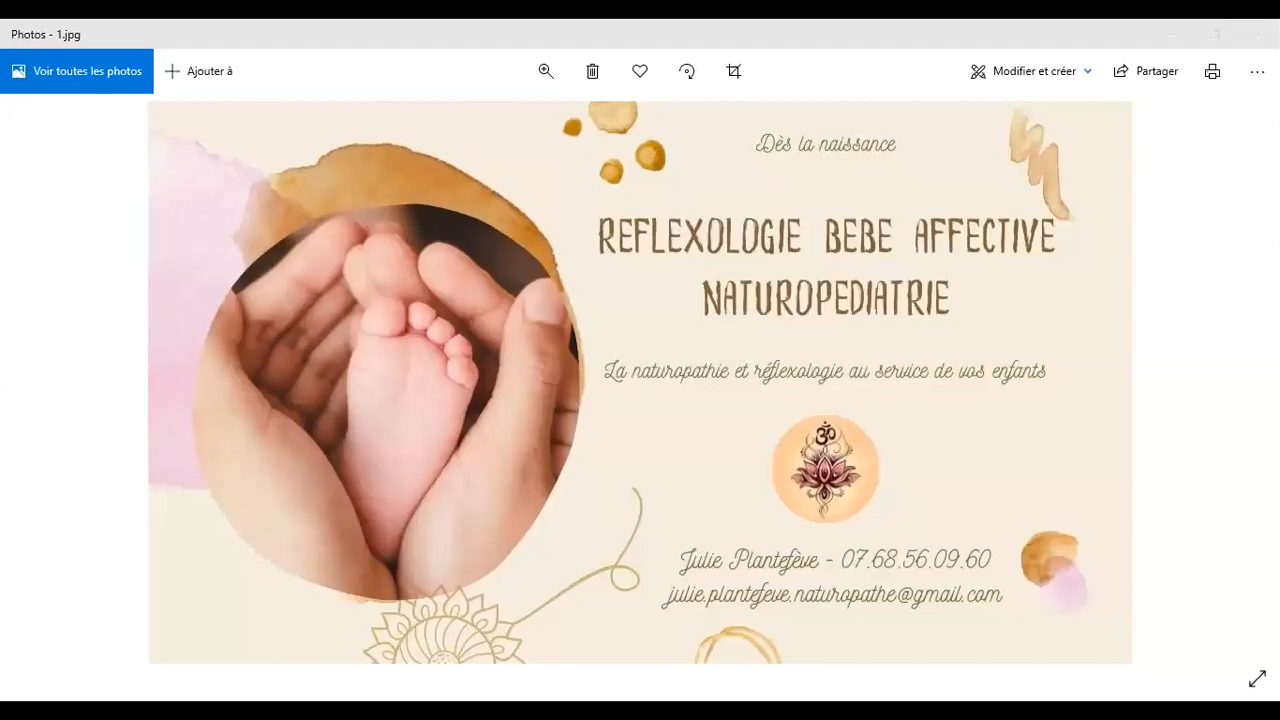 Photos - 1.jpg
Voir toutes les photos
Ajouter à
Modifier et créer
Partager
Dès la naissance
REFLEXOLOGIE BEBE AFFECTIVE
NATUROPEDIATRIE
La naturopathie et réflexologie au service de vos enfants
ॐ
Julie Plantefève - 07.68.56.09.60
julie.plantefeve.naturopathe@gmail.com